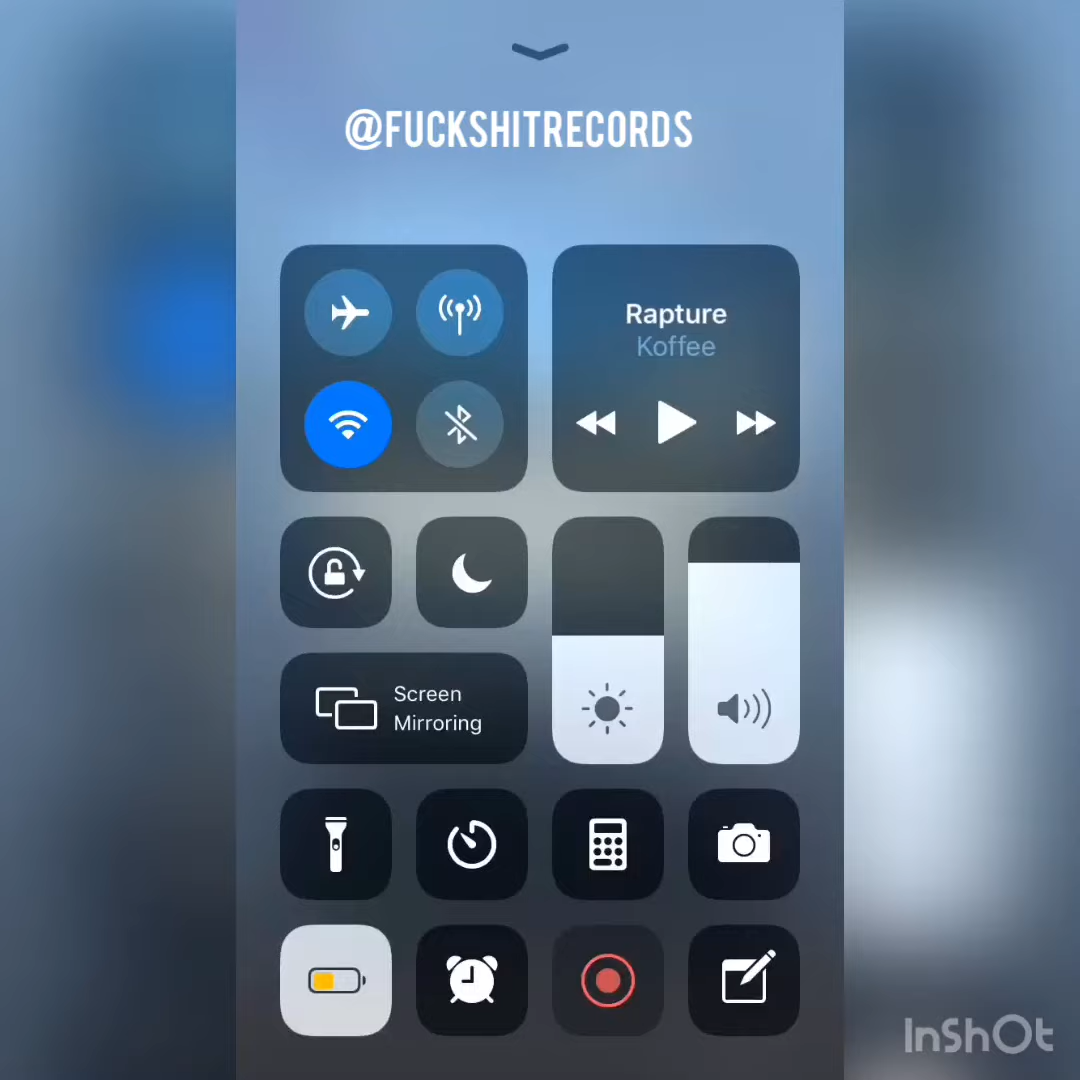 @FUCKSHITRECORDS
Rapture
Koffee
Screen
Mirroring
InShOt